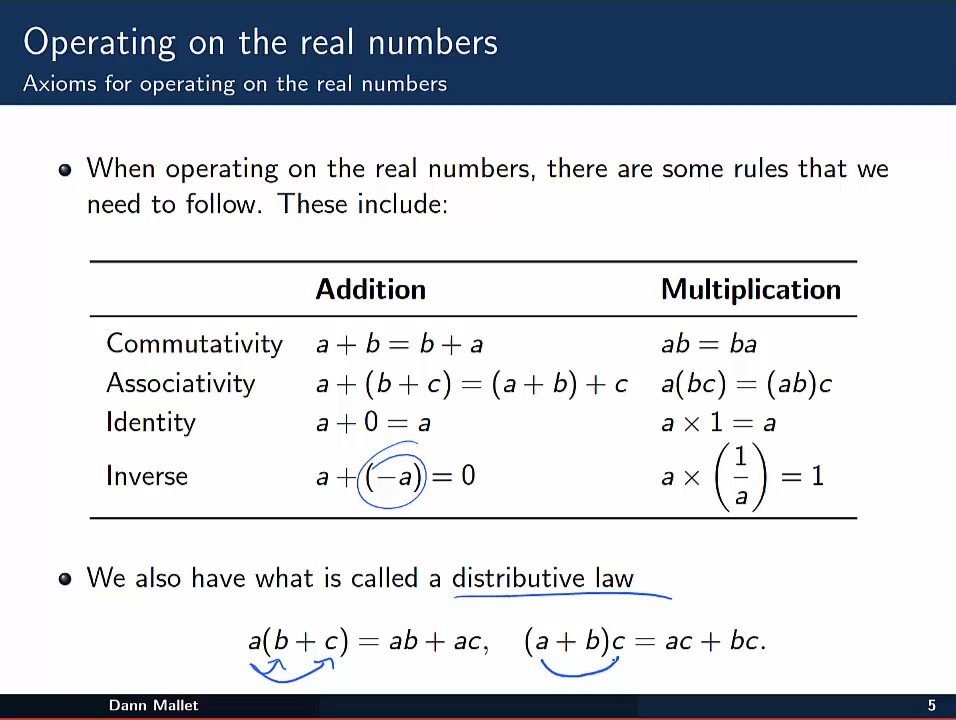 Operating on the real numbers
Axioms for operating on the real numbers
When operating on the real numbers, there are some rules that we
need to follow. These include:
Addition Multiplication
Commutativity a + b = b + a ab = ba
Associativity a + (b + c) = (a + b) + c a(bc) = (ab)c
Identity a + 0 = a a × 1 = a
Inverse a + (−a) = 0 a × (1/a) = 1
We also have what is called a distributive law
a(b + c) = ab + ac, (a + b)c = ac + bc.
Dann Mallet 5